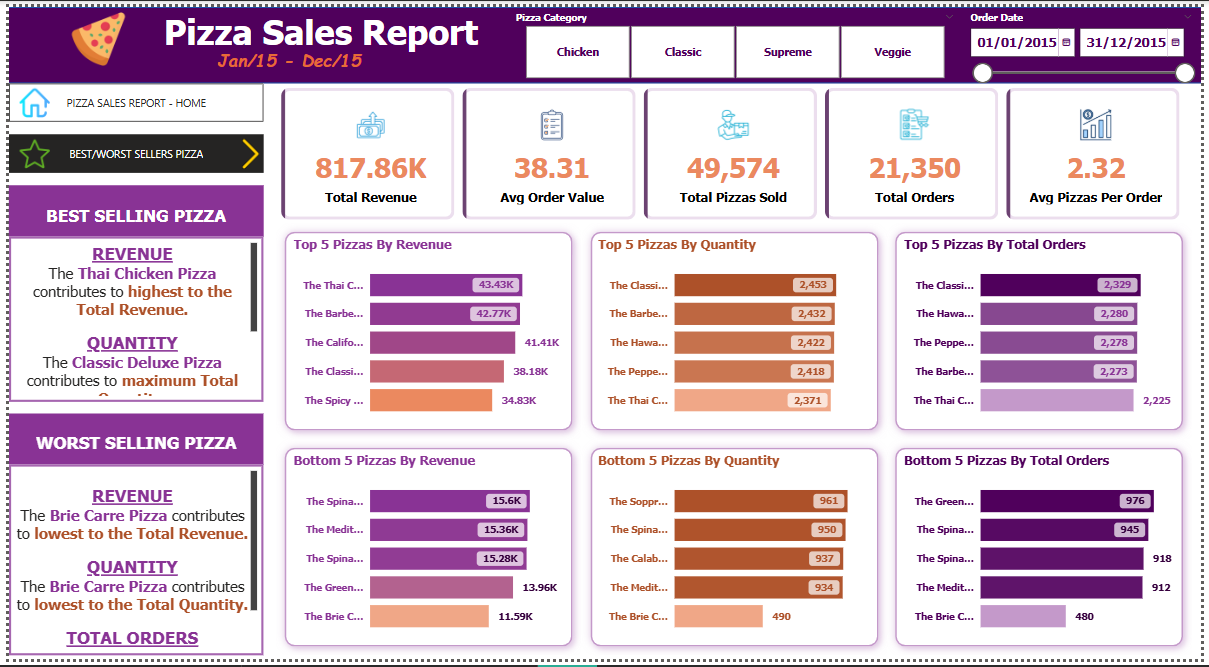 Pizza Sales Report
Jan/15 - Dec/15
Pizza Category
Chicken
Classic
Supreme
Veggie
Order Date
01/01/2015
31/12/2015
PIZZA SALES REPORT - HOME
BEST/WORST SELLERS PIZZA
BEST SELLING PIZZA
REVENUE
The Thai Chicken Pizza
contributes to highest to the
Total Revenue.
QUANTITY
The Classic Deluxe Pizza
contributes to maximum Total
WORST SELLING PIZZA
REVENUE
The Brie Carre Pizza contributes
to lowest to the Total Revenue.
QUANTITY
The Brie Carre Pizza contributes
to lowest to the Total Quantity.
TOTAL ORDERS
817.86K
Total Revenue
38.31
Avg Order Value
49,574
Total Pizzas Sold
21,350
Total Orders
2.32
Avg Pizzas Per Order
Top 5 Pizzas By Revenue
The Thai C... 43.43K
The Barbe... 42.77K
The Califo... 41.41K
The Classi... 38.18K
The Spicy ... 34.83K
Top 5 Pizzas By Quantity
The Classi... 2,453
The Barbe... 2,432
The Hawa... 2,422
The Peppe... 2,418
The Thai C... 2,371
Top 5 Pizzas By Total Orders
The Classi... 2,329
The Hawa... 2,280
The Peppe... 2,278
The Barbe... 2,273
The Thai C... 2,225
Bottom 5 Pizzas By Revenue
The Spina... 15.6K
The Medit... 15.36K
The Spina... 15.28K
The Green... 13.96K
The Brie C... 11.59K
Bottom 5 Pizzas By Quantity
The Soppr... 961
The Spina... 950
The Calab... 937
The Medit... 934
The Brie C... 490
Bottom 5 Pizzas By Total Orders
The Green... 976
The Spina... 945
The Spina... 918
The Medit... 912
The Brie C... 480